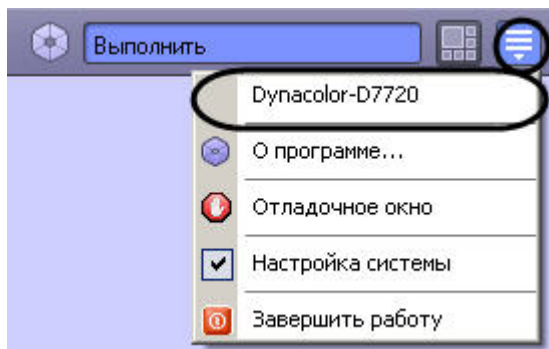 Выполнить
Dynacolor-D7720
О программе...
Отладочное окно
Настройка системы
Завершить работу